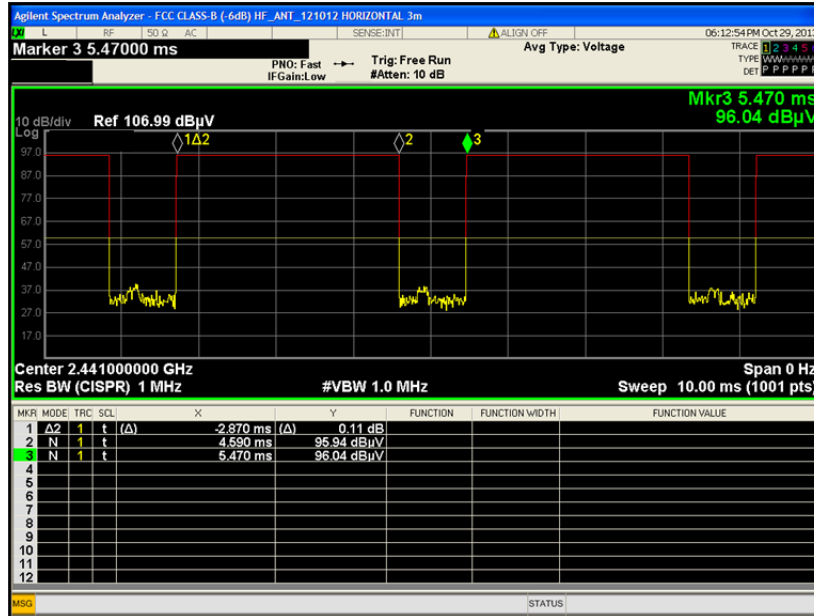 Agilent Spectrum Analyzer - FCC CLASS-B (-6dB) HF_ANT_121012 HORIZONTAL 3m
LXI L RF 50 Ω AC SENSE:INT ALIGN OFF 06:12:54 PM Oct 29, 201
Marker 3 5.47000 ms Avg Type: Voltage TRACE 1 2 3 4 5
PNO: Fast Trig: Free Run TYPE
IFGain:Low #Atten: 10 dB DET P P P P P
Mkr3 5.470 ms
10 dB/div Ref 106.99 dBµV 96.04 dBµV
Log
1Δ2 2 3
97.0
87.0
77.0
67.0
57.0
47.0
37.0
27.0
17.0
Center 2.441000000 GHz Span 0 Hz
Res BW (CISPR) 1 MHz #VBW 1.0 MHz Sweep 10.00 ms (1001 pts)
MKR MODE TRC SCL X Y FUNCTION FUNCTION WIDTH FUNCTION VALUE
1 Δ2 1 t (Δ) -2.870 ms (Δ) 0.11 dB
2 N 1 t 4.590 ms 95.94 dBµV
3 N 1 t 5.470 ms 96.04 dBµV
4
5
6
7
8
9
10
11
12
MSG STATUS